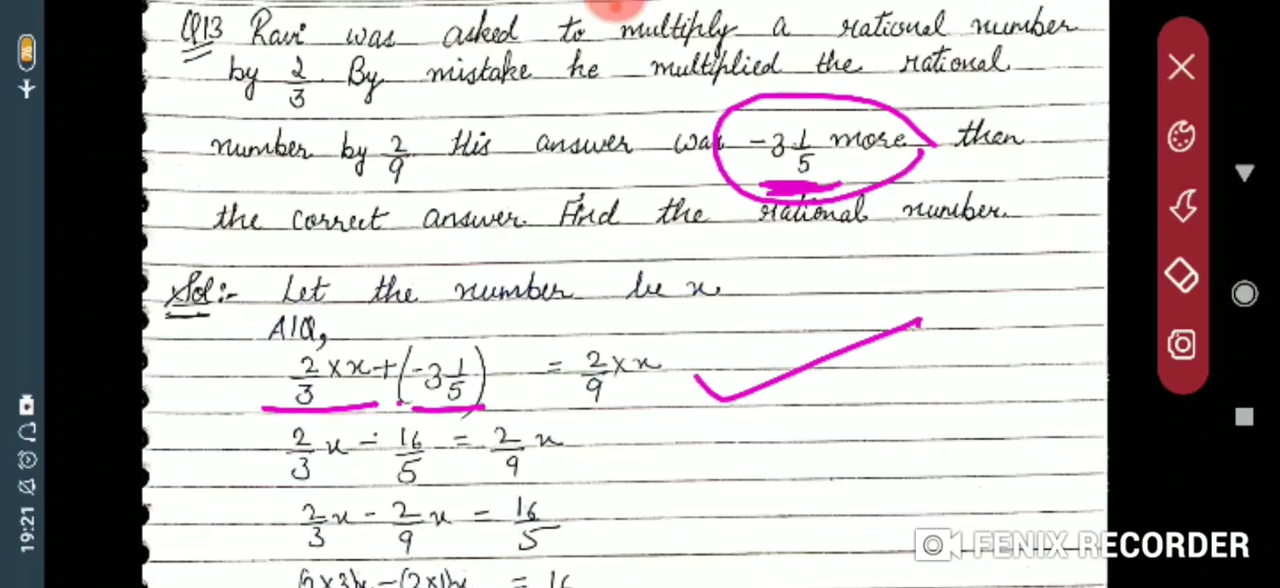 Q13 Ravi was asked to multiply a rational number
by 2/3. By mistake he multiplied the rational
number by 2/9 His answer was -3 1/5 more than
the correct answer. Find the rational number.
Sol:- Let the number be x
A/Q,
2/3 × x + (-3 1/5) = 2/9 × x
2/3 x - 16/5 = 2/9 x
2/3 x - 2/9 x = 16/5
FENIX RECORDER
19:21